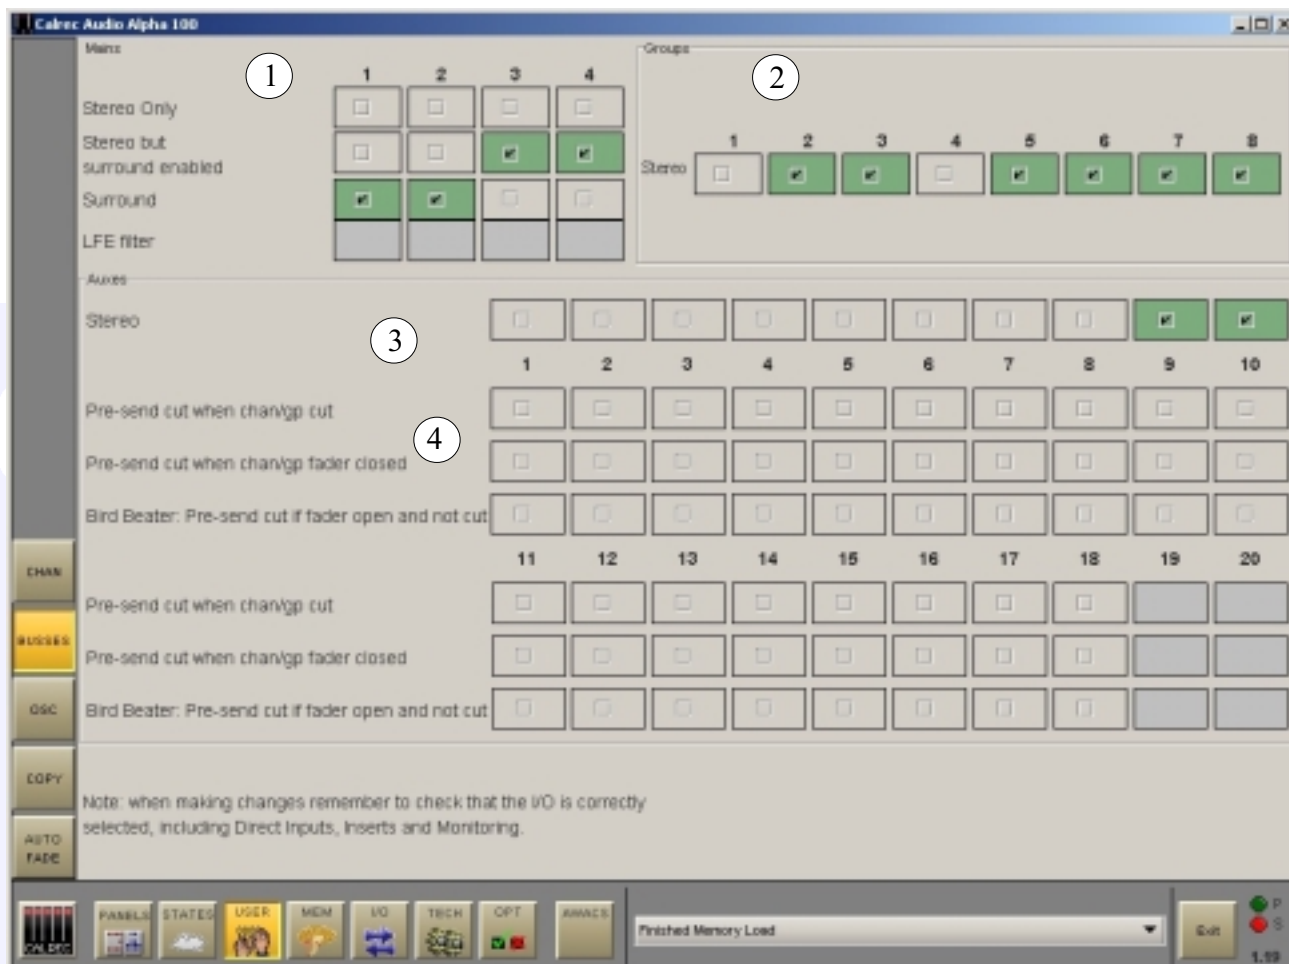 Calrec Audio Alpha 100
Mains
1
1 2 3 4
Stereo Only
Stereo but
surround enabled
Surround
LFE filter
Groups
2
1 2 3 4 5 6 7 8
Stereo
Auxes
Stereo
3
1 2 3 4 5 6 7 8 9 10
Pre-send cut when chan/gp cut
4
Pre-send cut when chan/gp fader closed
Bird Beater: Pre-send cut if fader open and not cut
11 12 13 14 15 16 17 18 19 20
Pre-send cut when chan/gp cut
Pre-send cut when chan/gp fader closed
Bird Beater: Pre-send cut if fader open and not cut
Note: when making changes remember to check that the I/O is correctly
selected, including Direct Inputs, Inserts and Monitoring.
CHAN
BUSSES
OSC
COPY
AUTO
FADE
CALREC
PANELS
STATES
USER
MEM
I/O
TECH
OPT
AWACS
Finished Memory Load
Exit
P
S
1.19